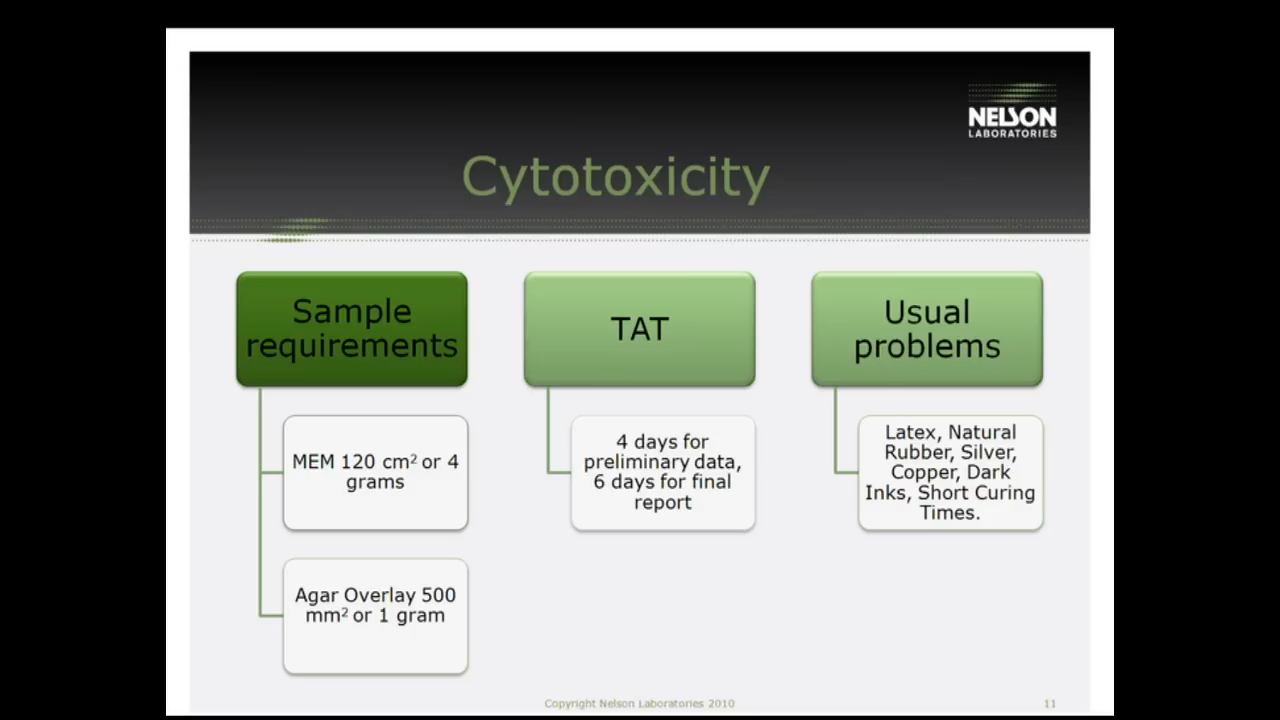 NELSON
LABORATORIES
Cytotoxicity
Sample
requirements
MEM 120 cm² or 4
grams
Agar Overlay 500
mm² or 1 gram
TAT
4 days for
preliminary data,
6 days for final
report
Usual
problems
Latex, Natural
Rubber, Silver,
Copper, Dark
Inks, Short Curing
Times.
Copyright Nelson Laboratories 2010
11